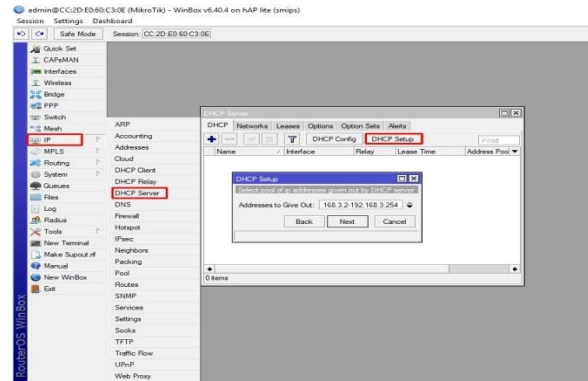 admin@CC:2D:E0:60:C3:0E (MikroTik) - WinBox v6.40.4 on hAP lite (smips)
Session Settings Dashboard
Safe Mode Session: CC:2D:E0:60:C3:0E
Quick Set
CAPsMAN
Interfaces
Wireless
Bridge
PPP
Switch
Mesh
IP
MPLS
Routing
System
Queues
Files
Log
Radius
Tools
New Terminal
Make Supout.rif
Manual
New WinBox
Exit
RouterOS WinBox
ARP
Accounting
Addresses
Cloud
DHCP Client
DHCP Relay
DHCP Server
DNS
Firewall
Hotspot
IPsec
Neighbors
Packing
Pool
Routes
SNMP
Services
Settings
Socks
TFTP
Traffic Flow
UPnP
Web Proxy
DHCP Server
DHCP Networks Leases Options Option Sets Alerts
DHCP Config DHCP Setup Find
Name Interface Relay Lease Time Address Pool
DHCP Setup
Select pool of ip addresses given out by DHCP server
Addresses to Give Out: 168.3.2-192.168.3.254
Back Next Cancel
0 items